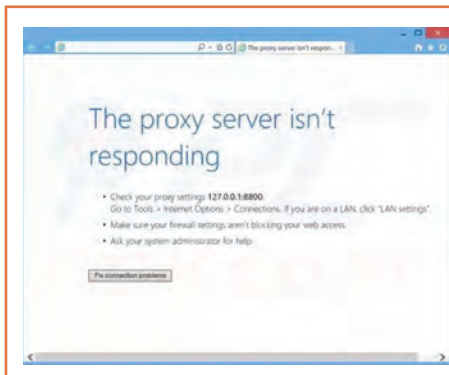 The proxy server isn't respon...
The proxy server isn't
responding
• Check your proxy settings 127.0.0.1:8800.
Go to Tools > Internet Options > Connections. If you are on a LAN, click "LAN settings".
• Make sure your firewall settings aren't blocking your web access.
• Ask your system administrator for help.
Fix connection problems